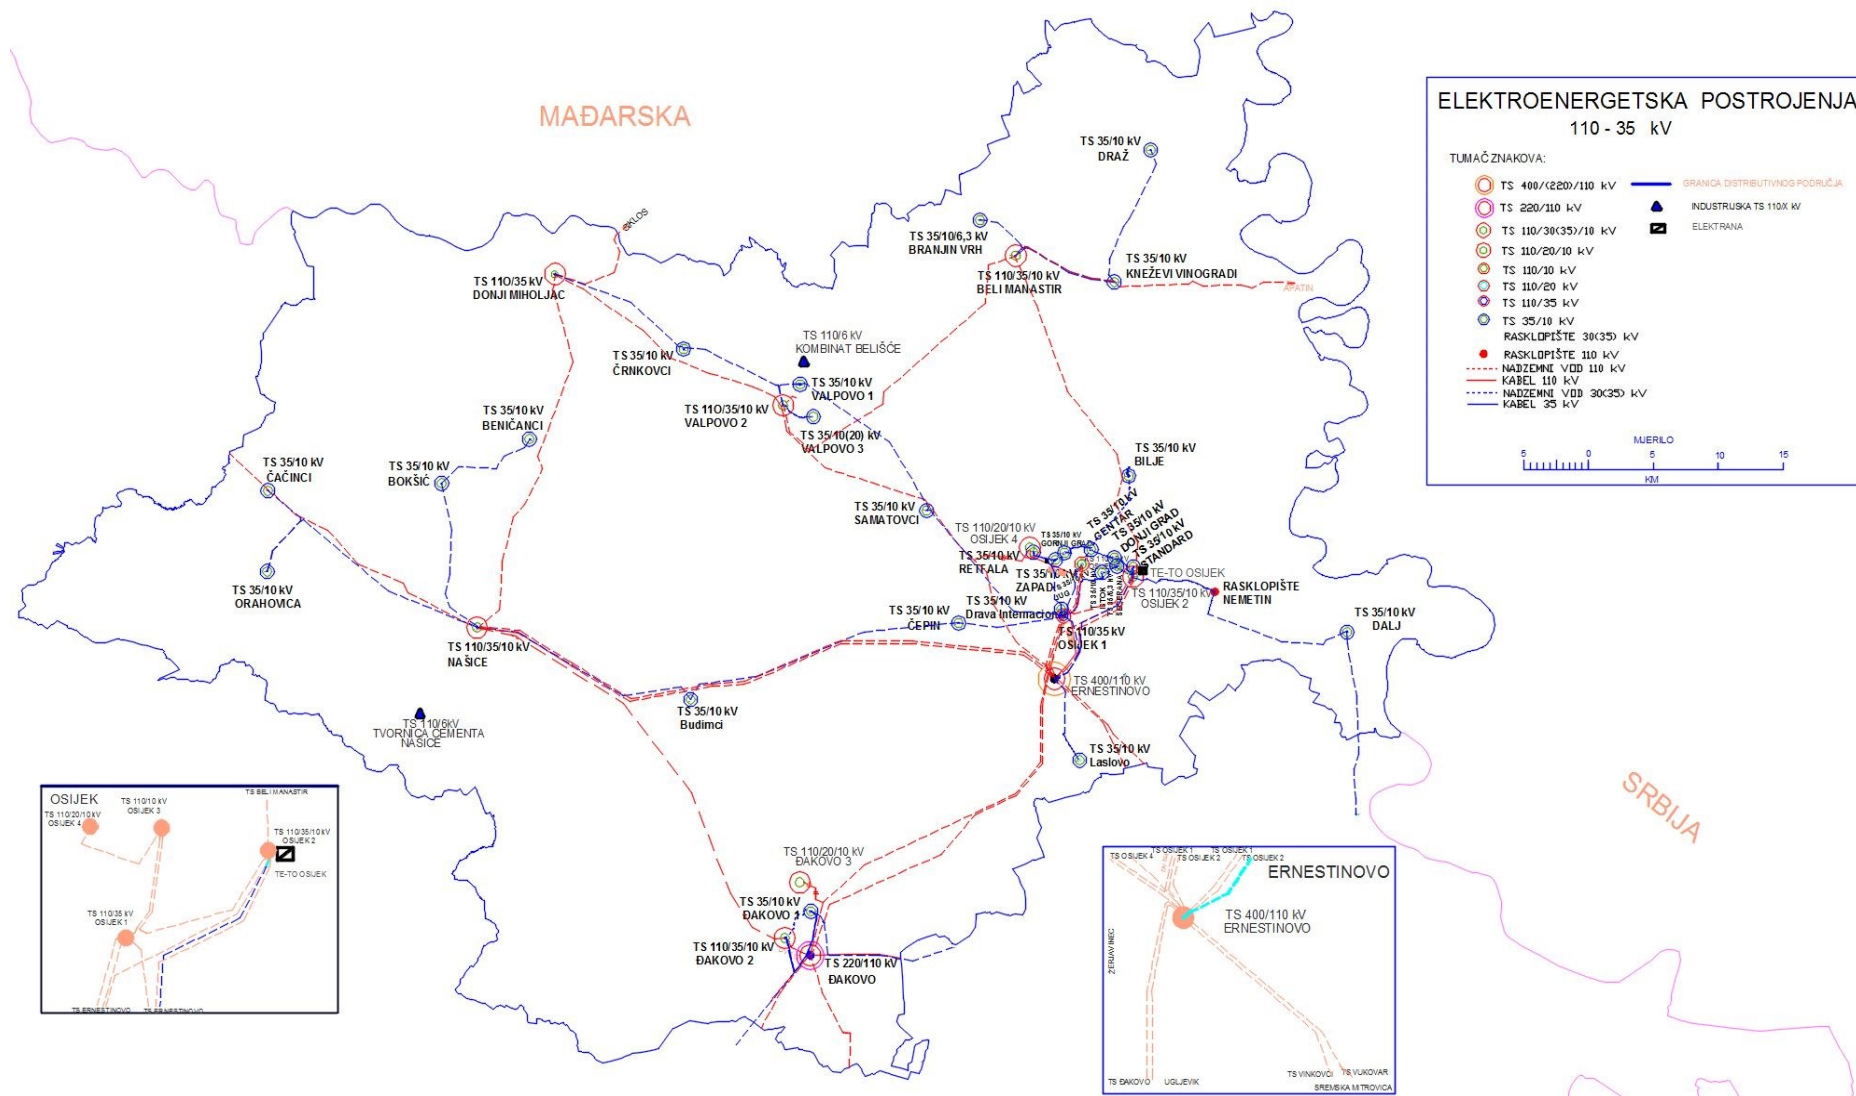 MAĐARSKA
SRBIJA
SIKLOS
APATIN
ELEKTROENERGETSKA POSTROJENJA
110 - 35 kV
TUMAČ ZNAKOVA:
TS 400/(220)/110 kV
TS 220/110 kV
TS 110/30(35)/10 kV
TS 110/20/10 kV
TS 110/10 kV
TS 110/20 kV
TS 110/35 kV
TS 35/10 kV
RASKLOPIŠTE 30(35) kV
RASKLOPIŠTE 110 kV
NADZEMNI VOD 110 kV
KABEL 110 kV
NADZEMNI VOD 30(35) kV
KABEL 35 kV
GRANICA DISTRIBUTIVNOG PODRUČJA
INDUSTRIJSKA TS 110/X kV
ELEKTRANA
MJERILO
5 0 5 10 15
KM
TS 35/10 kV
DRAŽ
TS 35/10/6,3 kV
BRANJIN VRH
TS 110/35/10 kV
BELI MANASTIR
TS 35/10 kV
KNEŽEVI VINOGRADI
TS 110/35 kV
DONJI MIHOLJAC
TS 35/10 kV
ČRNKOVCI
TS 110/6 kV
KOMBINAT BELIŠĆE
TS 35/10 kV
VALPOVO 1
TS 110/35/10 kV
VALPOVO 2
TS 35/10(20) kV
VALPOVO 3
TS 35/10 kV
BENIČANCI
TS 35/10 kV
BOKŠIĆ
TS 35/10 kV
ČAČINCI
TS 35/10 kV
ORAHOVICA
TS 35/10 kV
SAMATOVCI
TS 35/10 kV
BILJE
TS 110/20/10 kV
OSIJEK 4
TS 35/10 kV
RETFALA
TS 35/10 kV
GORNJI GRAD
TS 35/10 kV
CENTAR
TS 35/10 kV
DONJI GRAD
TS 35/10 kV
STANDARD
TS 35/10 kV
ZAPAD
JUG
ISTOK
TE-TO OSIJEK
TS 110/35/10 kV
OSIJEK 2
RASKLOPIŠTE
NEMETIN
TS 35/10 kV
DALJ
TS 35/10 kV
ČEPIN
TS 35/10 kV
Drava Internacional
TS 110/35 kV
OSIJEK 1
TS 400/110 kV
ERNESTINOVO
TS 110/35/10 kV
NAŠICE
TS 35/10 kV
Budimci
TS 110/6kV
TVORNICA CEMENTA
NAŠICE
TS 35/10 kV
Laslovo
TS 110/20/10 kV
ĐAKOVO 3
TS 35/10 kV
ĐAKOVO 1
TS 110/35/10 kV
ĐAKOVO 2
TS 220/110 kV
ĐAKOVO
OSIJEK
TS 110/20/10kV
OSIJEK 4
TS 110/10 kV
OSIJEK 3
TS BELI MANASTIR
TS 110/35/10 kV
OSIJEK 2
TE-TO OSIJEK
TS 110/35 kV
OSIJEK 1
TS ERNESTINOVO
TS ERNESTINOVO
TS OSIJEK 4
TS OSIJEK 1
TS OSIJEK 2
TS OSIJEK 1
TS OSIJEK 2
ERNESTINOVO
TS 400/110 kV
ERNESTINOVO
ŽERJAVINEC
TS ĐAKOVO
UGLJEVIK
TS VINKOVCI
TS VUKOVAR
SREMSKA MITROVICA